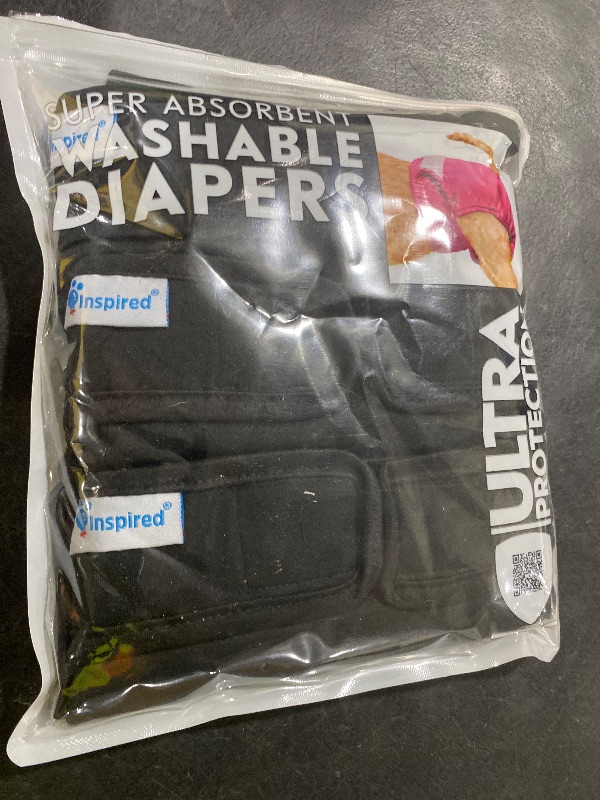 SUPER ABSORBENT
WASHABLE
DIAPERS
inspired®
inspired®
ULTRA
PROTECTION